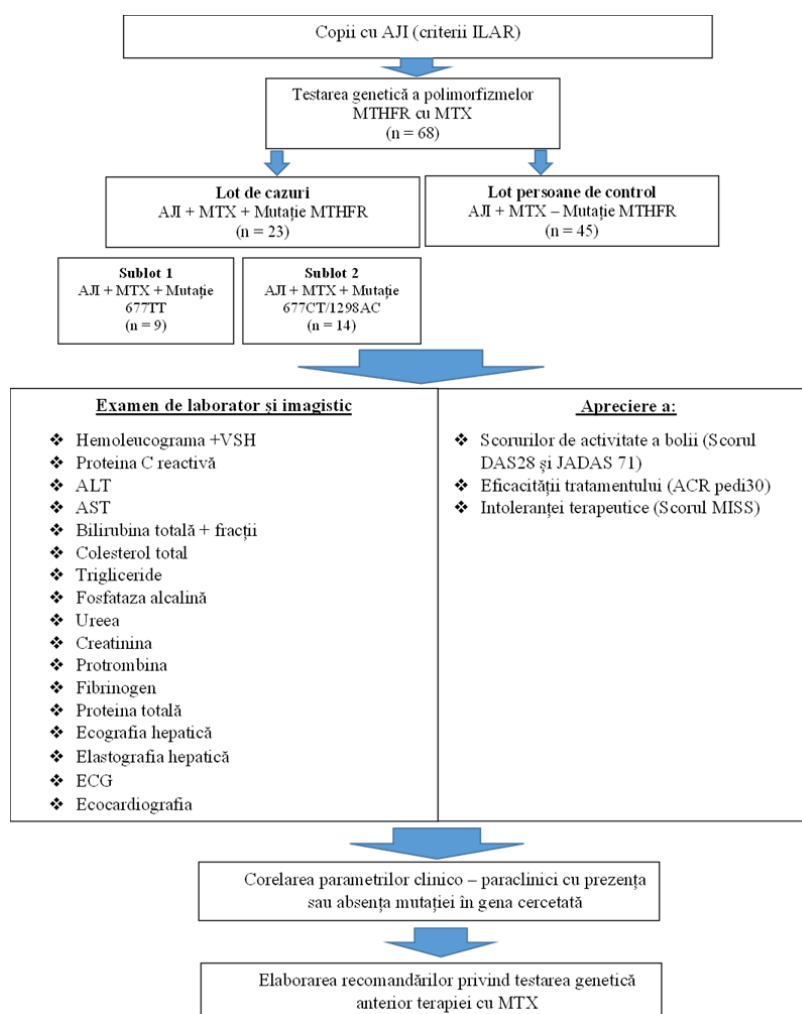 Copii cu AJI (criterii ILAR)
Testarea genetică a polimorfizmelor
MTHFR cu MTX
(n = 68)
Lot de cazuri
AJI + MTX + Mutație MTHFR
(n = 23)
Lot persoane de control
AJI + MTX – Mutație MTHFR
(n = 45)
Sublot 1
AJI + MTX + Mutație
677TT
(n = 9)
Sublot 2
AJI + MTX + Mutație
677CT/1298AC
(n = 14)
Examen de laborator și imagistic
❖ Hemoleucograma +VSH
❖ Proteina C reactivă
❖ ALT
❖ AST
❖ Bilirubina totală + fracții
❖ Colesterol total
❖ Trigliceride
❖ Fosfataza alcalină
❖ Ureea
❖ Creatinina
❖ Protrombina
❖ Fibrinogen
❖ Proteina totală
❖ Ecografia hepatică
❖ Elastografia hepatică
❖ ECG
❖ Ecocardiografia
Apreciere a:
❖ Scorurilor de activitate a bolii (Scorul
DAS28 și JADAS 71)
❖ Eficacității tratamentului (ACR pedi30)
❖ Intoleranței terapeutice (Scorul MISS)
Corelarea parametrilor clinico – paraclinici cu prezența
sau absența mutației în gena cercetată
Elaborarea recomandărilor privind testarea genetică
anterior terapiei cu MTX